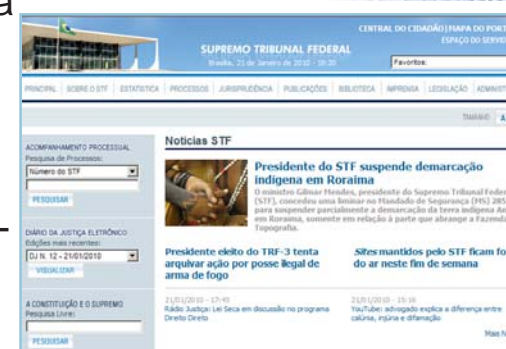 a
CENTRAL DO CIDADÃO | MAPA DO PORT
ESPAÇO DO SERVID
SUPREMO TRIBUNAL FEDERAL
Brasília, 21 de Janeiro de 2010 - 19:20
Favoritos:
PRINCIPAL SOBRE O STF ESTATÍSTICA PROCESSOS JURISPRUDÊNCIA PUBLICAÇÕES BIBLIOTECA IMPRENSA LEGISLAÇÃO ADMINIST
TAMANHO A
ACOMPANHAMENTO PROCESSUAL
Pesquisa de Processos:
Número do STF
PESQUISAR
DIÁRIO DA JUSTIÇA ELETRÔNICO
Edições mais recentes:
DJ N. 12 - 21/01/2010
VISUALIZAR
A CONSTITUIÇÃO E O SUPREMO
Pesquisa Livre:
PESQUISAR
Noticias STF
Presidente do STF suspende demarcação
indígena em Roraima
O ministro Gilmar Mendes, presidente do Supremo Tribunal Feder
(STF), concedeu uma liminar no Mandado de Segurança (MS) 285
para suspender parcialmente a demarcação da terra indígena
em Roraima, somente em relação à parte que abrange a Fazenda
Topografia.
Presidente eleito do TRF-3 tenta
arquivar ação por posse ilegal de
arma de fogo
Sites mantidos pelo STF ficam fo
do ar neste fim de semana
21/01/2010 - 17:45
Rádio Justiça: Lei Seca em discussão no programa
Direto Direto
21/01/2010 - 15:16
YouTube: advogado explica a diferença entre
calúnia, injúria e difamação
Mais N